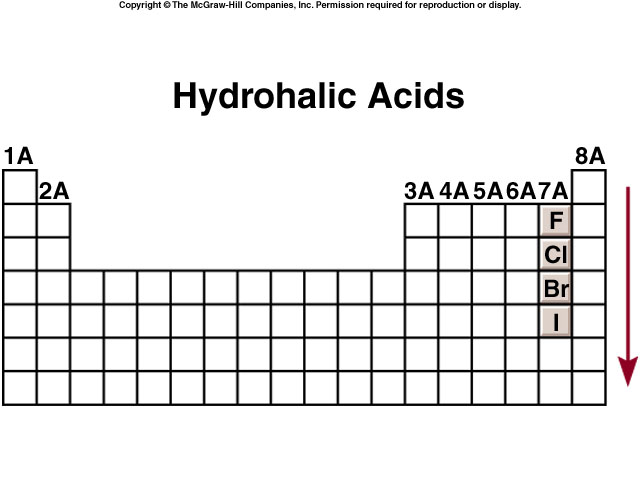 Copyright © The McGraw-Hill Companies, Inc. Permission required for reproduction or display.
Hydrohalic Acids
1A 8A
2A 3A 4A 5A 6A 7A
F
Cl
Br
I